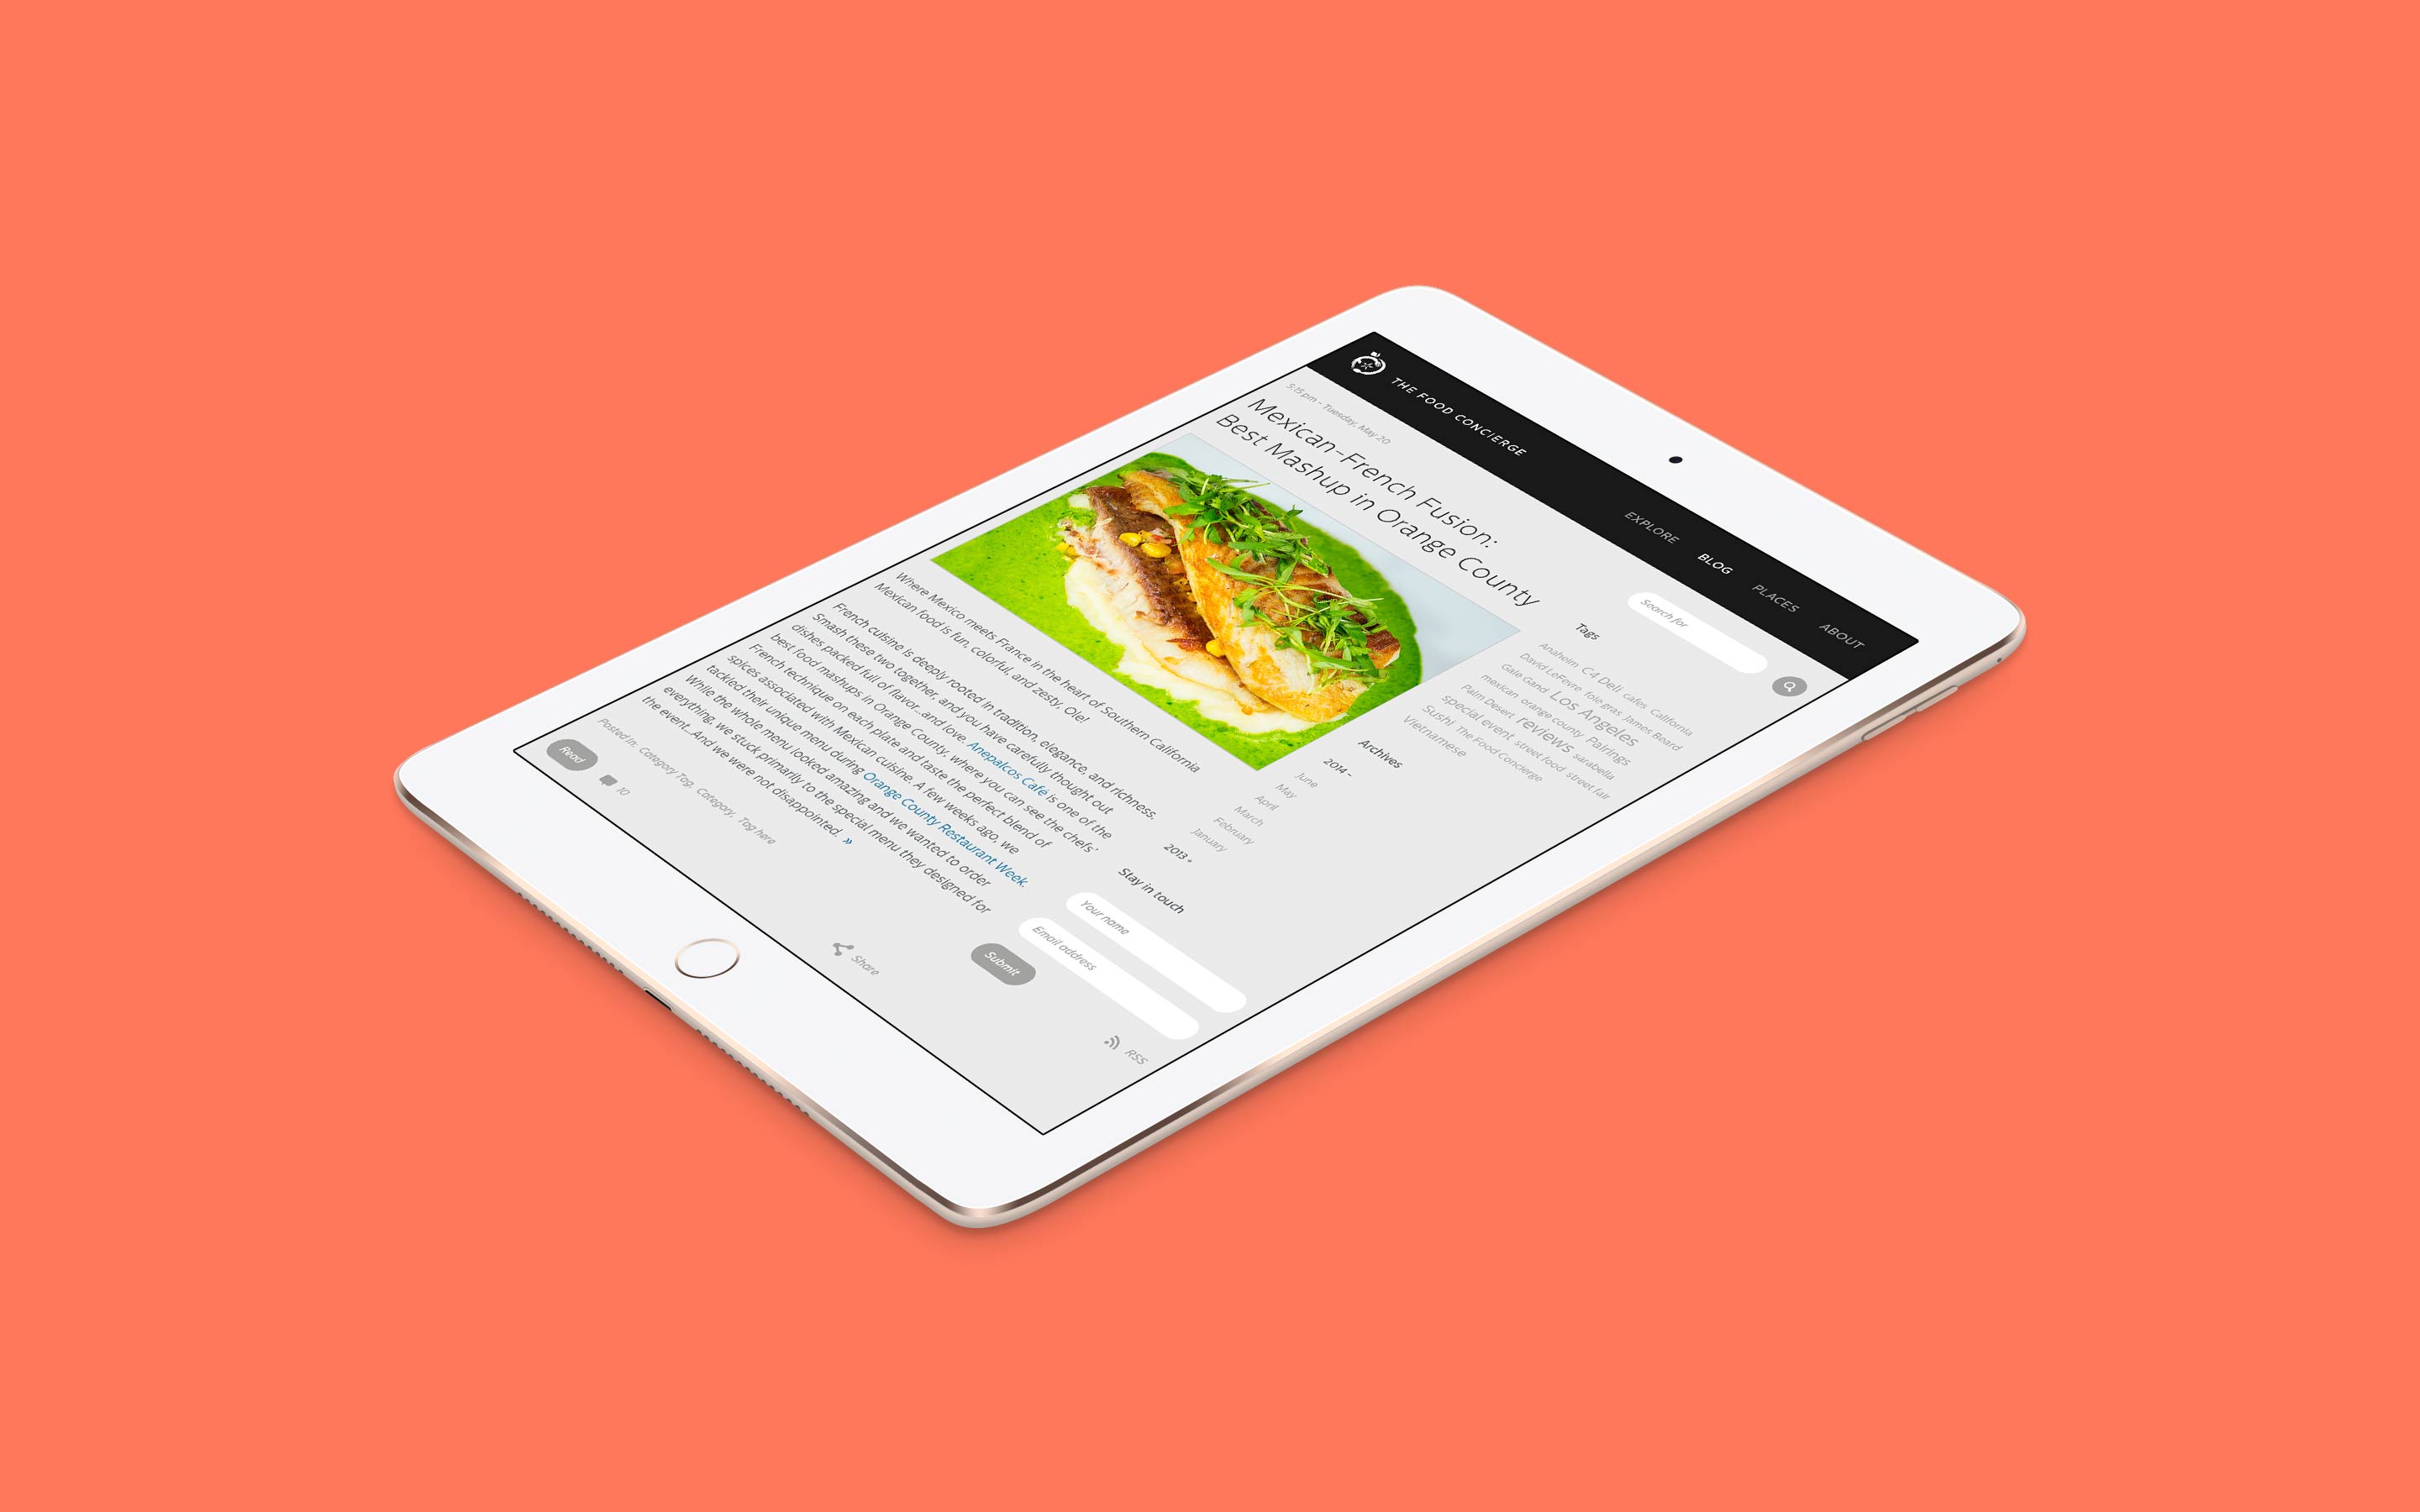 THE FOOD CONCIERGE
EXPLORE
BLOG
PLACES
ABOUT
5:15 pm - Tuesday, May 20
Mexican-French Fusion:
Best Mashup in Orange County
Where Mexico meets France in the heart of Southern California
Mexican food is fun, colorful, and zesty, Ole!
French cuisine is deeply rooted in tradition, elegance, and richness.
Smash these two together, and you have carefully thought out
dishes packed full of flavor...and love. Anepalcos Café is one of the
best food mashups in Orange County, where you can see the chefs'
French technique on each plate and taste the perfect blend of
spices associated with Mexican cuisine. A few weeks ago, we
tackled their unique menu during Orange County Restaurant Week.
While the whole menu looked amazing and we wanted to order
everything, we stuck primarily to the special menu they designed for
the event...And we were not disappointed. »
Posted in: Category Tag, Category, Tag here
Read
10
Share
Search for
Tags
Anaheim C4 Deli cafes California
David LeFevre foie gras James Beard
Gale Gand Los Angeles
mexican orange county Pairings
Palm Desert reviews sarabella
special event street food street fair
Sushi The Food Concierge
Vietnamese
Archives
2014 -
June
May
April
March
February
January
2013 +
Stay in touch
Your name
Email address
Submit
RSS